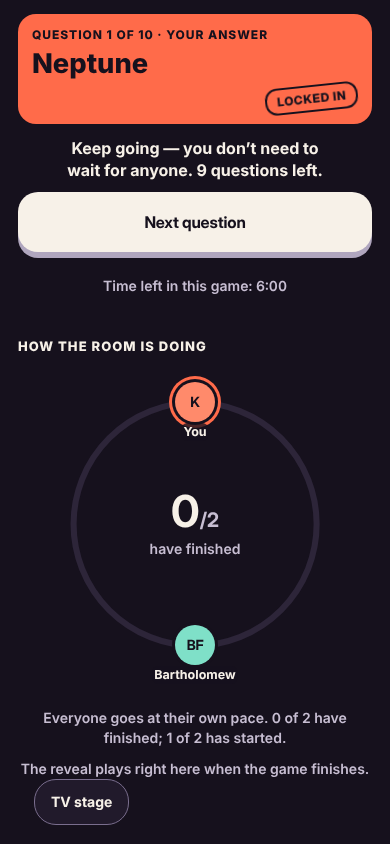 QUESTION 1 OF 10 · YOUR ANSWER
Neptune
LOCKED IN
Keep going — you don’t need to
wait for anyone. 9 questions left.
Next question
Time left in this game: 6:00
HOW THE ROOM IS DOING
K
You
0/2
have finished
BF
Bartholomew
Everyone goes at their own pace. 0 of 2 have
finished; 1 of 2 has started.
The reveal plays right here when the game finishes.
TV stage